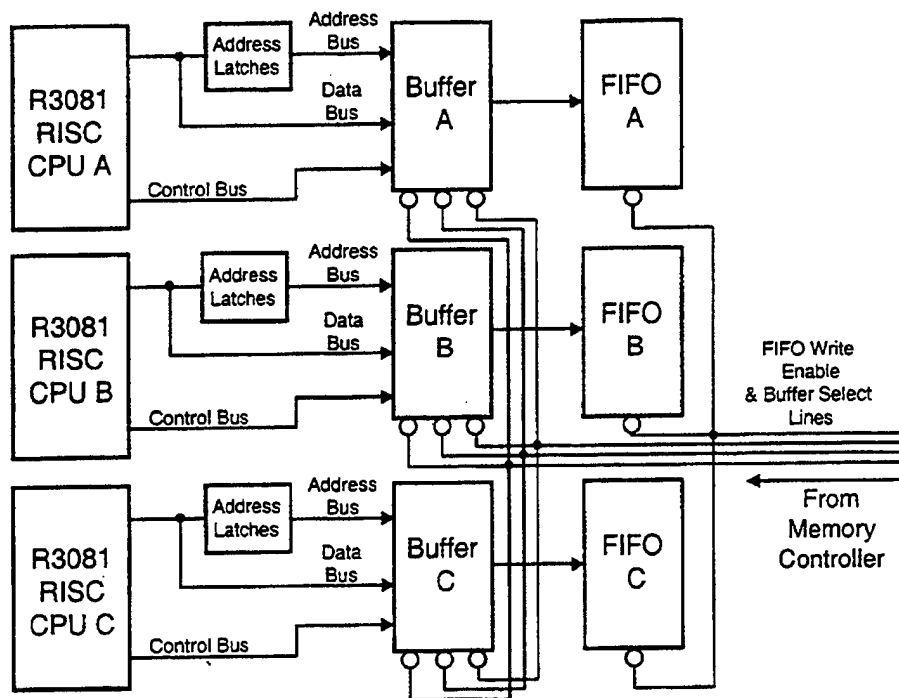 R3081
RISC
CPU A
Address
Latches
Address
Bus
Data
Bus
Control Bus
Buffer
A
FIFO
A
R3081
RISC
CPU B
Address
Latches
Address
Bus
Data
Bus
Control Bus
Buffer
B
FIFO
B
FIFO Write
Enable
& Buffer Select
Lines
From
Memory
Controller
R3081
RISC
CPU C
Address
Latches
Address
Bus
Data
Bus
Control Bus
Buffer
C
FIFO
C